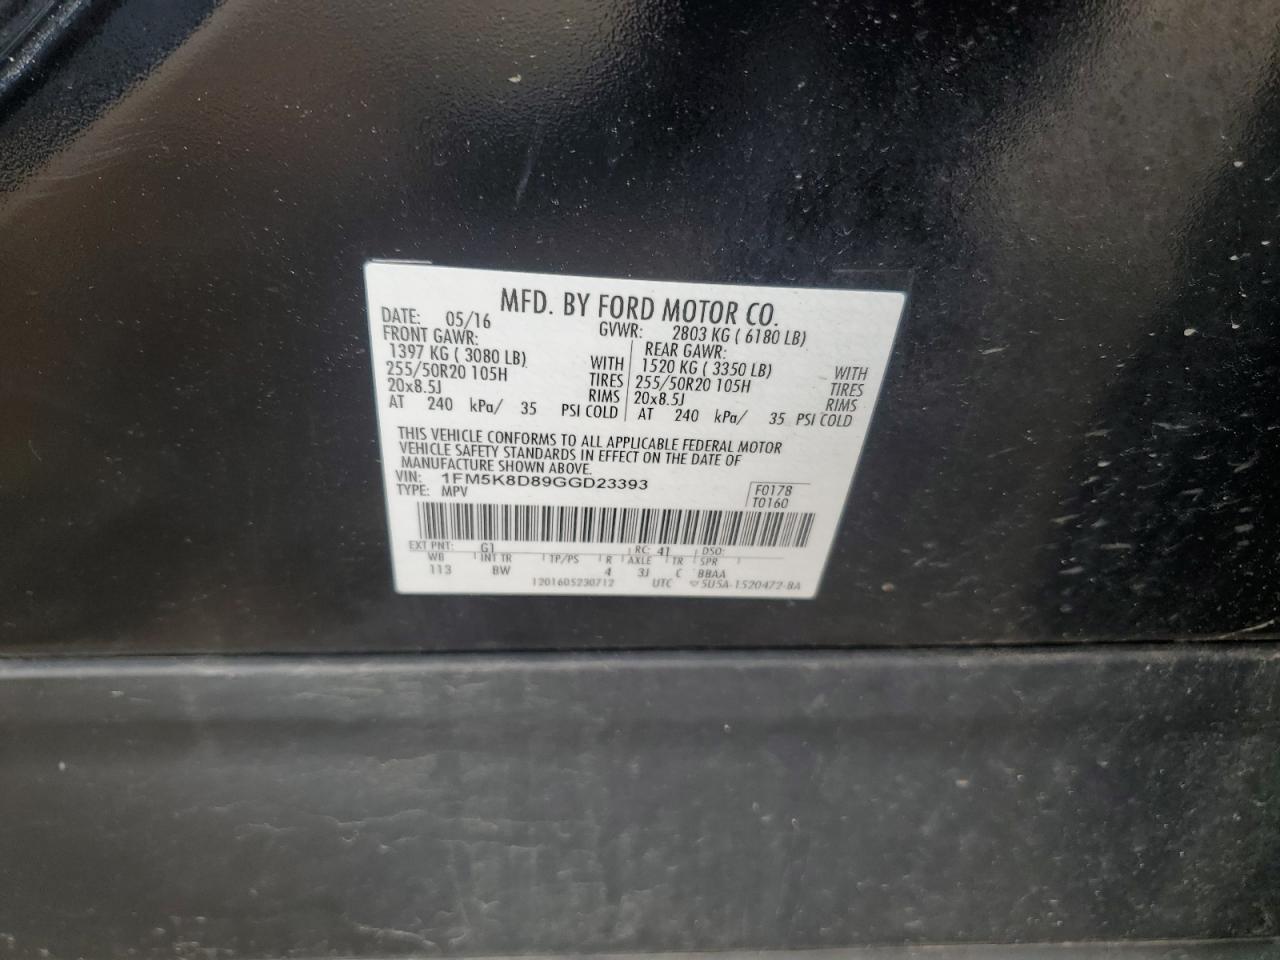 MFD. BY FORD MOTOR CO.
DATE: 05/16 GVWR: 2803 KG ( 6180 LB)
FRONT GAWR: REAR GAWR:
1397 KG ( 3080 LB) WITH 1520 KG ( 3350 LB) WITH
255/50R20 105H TIRES 255/50R20 105H TIRES
20x8.5J RIMS 20x8.5J RIMS
AT 240 kPa/ 35 PSI COLD AT 240 kPa/ 35 PSI COLD
THIS VEHICLE CONFORMS TO ALL APPLICABLE FEDERAL MOTOR
VEHICLE SAFETY STANDARDS IN EFFECT ON THE DATE OF
MANUFACTURE SHOWN ABOVE.
VIN: 1FM5K8D89GGD23393 F0178
TYPE: MPV T0160
EXT PNT: G1 RC: 41 DSO:
WB INT TR TP/PS R AXLE TR SPR
113 BW 4 3J C BBAA
1201605230712 UTC 5U5A-1520472-BA